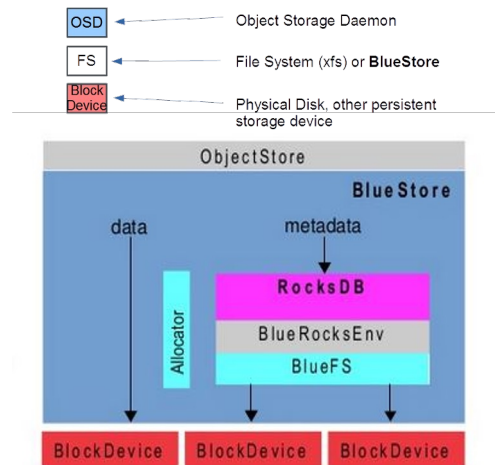 OSD
Object Storage Daemon
FS
File System (xfs) or BlueStore
Block
Device
Physical Disk, other persistent
storage device
ObjectStore
BlueStore
data
metadata
RocksDB
Allocator
BlueRocksEnv
BlueFS
BlockDevice
BlockDevice
BlockDevice